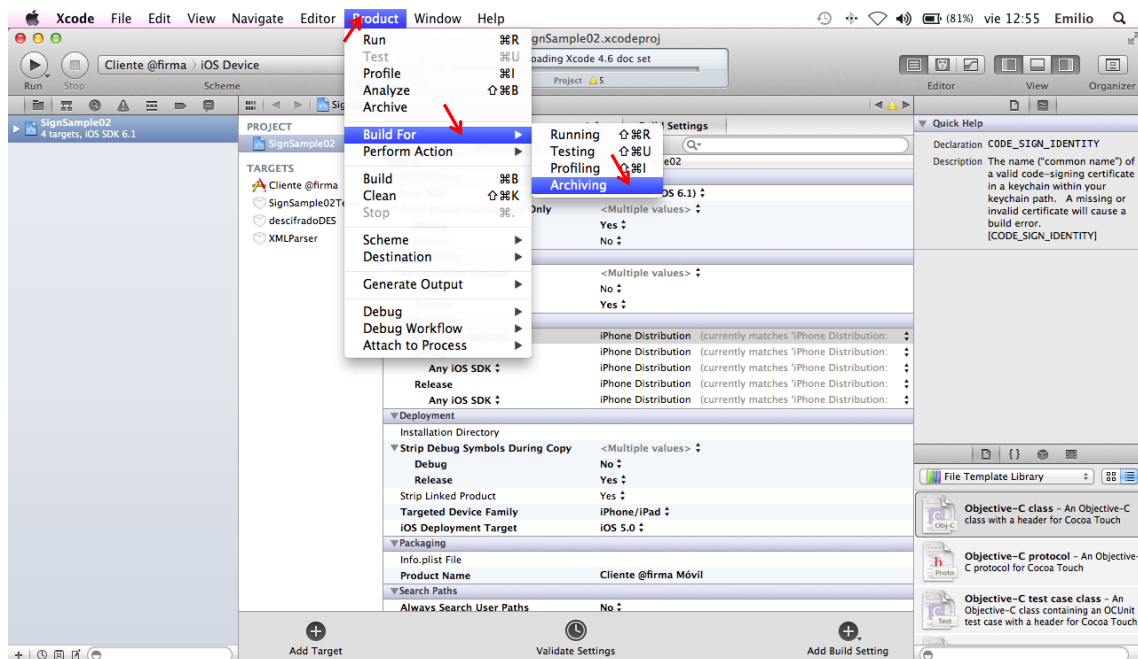 Xcode File Edit View Navigate Editor Product Window Help (81%) vie 12:55 Emilio
gnSample02.xcodeproj
Run ⌘R
Test ⌘U
Profile ⌘I
Analyze ⇧⌘B
Archive
Build For
Perform Action
Build ⌘B
Clean ⇧⌘K
Stop ⌘.
Scheme
Destination
Generate Output
Debug
Debug Workflow
Attach to Process
Running ⇧⌘R
Testing ⇧⌘U
Profiling ⇧⌘I
Archiving
Cliente @firma iOS Device
oading Xcode 4.6 doc set
Project 5
Run Stop Scheme
Editor View Organizer
SignSample02
4 targets, iOS SDK 6.1
PROJECT
SignSample02
TARGETS
Cliente @firma
SignSample02Te
descifradoDES
XMLParser
Sig
Settings
e02
OS 6.1)
Only <Multiple values>
Yes
No
<Multiple values>
No
Yes
iPhone Distribution (currently matches 'iPhone Distribution:
iPhone Distribution (currently matches 'iPhone Distribution:
Any iOS SDK iPhone Distribution (currently matches 'iPhone Distribution:
Release iPhone Distribution (currently matches 'iPhone Distribution:
Any iOS SDK iPhone Distribution (currently matches 'iPhone Distribution:
Deployment
Installation Directory
Strip Debug Symbols During Copy <Multiple values>
Debug No
Release Yes
Strip Linked Product Yes
Targeted Device Family iPhone/iPad
iOS Deployment Target iOS 5.0
Packaging
Info.plist File
Product Name Cliente @firma Móvil
Search Paths
Always Search User Paths No
Add Target Validate Settings Add Build Setting
Quick Help
Declaration CODE_SIGN_IDENTITY
Description The name ("common name") of
a valid code-signing certificate
in a keychain within your
keychain path. A missing or
invalid certificate will cause a
build error.
[CODE_SIGN_IDENTITY]
{}
File Template Library
Obj-C
Objective-C class - An Objective-C
class with a header for Cocoa Touch
Proto
Objective-C protocol - An Objective-
C protocol for Cocoa Touch
Test
Objective-C test case class - An
Objective-C class containing an OCUnit
test case with a header for Cocoa Touch